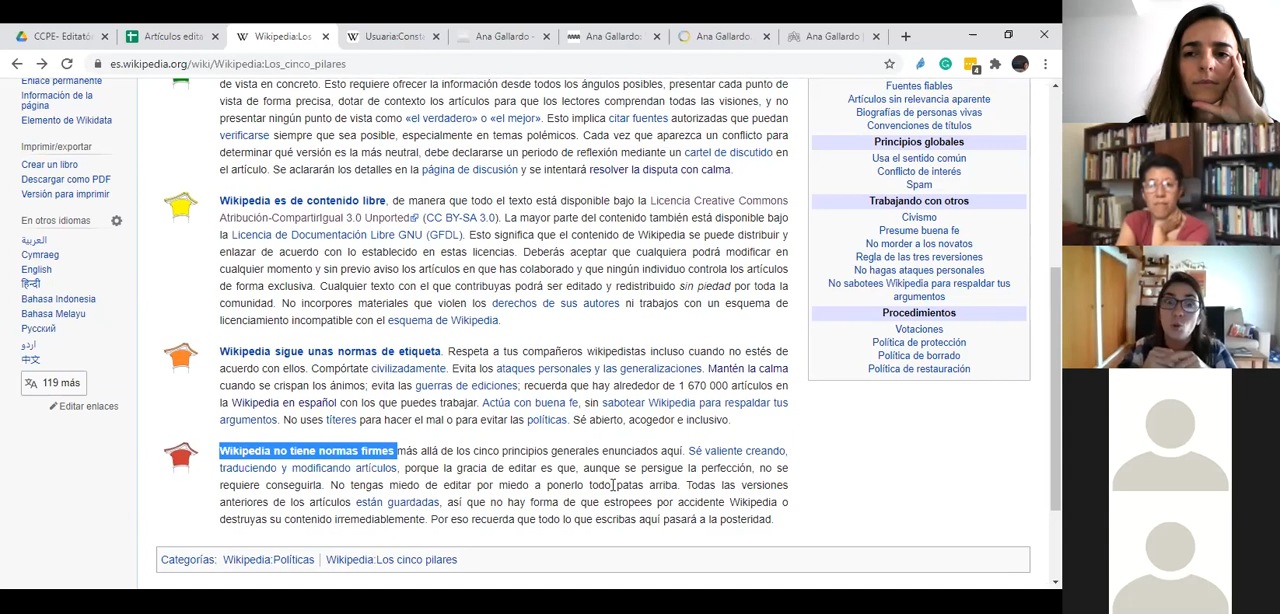 CCPE- Editatór
Artículos edita
Wikipedia:Los
Usuaria:Const
Ana Gallardo -
Ana Gallardo:
Ana Gallardo.
Ana Gallardo
es.wikipedia.org/wiki/Wikipedia:Los_cinco_pilares
4
Enlace permanente
Información de la
página
Elemento de Wikidata
Imprimir/exportar
Crear un libro
Descargar como PDF
Versión para imprimir
En otros idiomas
العربية
Cymraeg
English
हिन्दी
Bahasa Indonesia
Bahasa Melayu
Русский
اردو
中文
119 más
Editar enlaces
de vista en concreto. Esto requiere ofrecer la información desde todos los ángulos posibles, presentar cada punto de
vista de forma precisa, dotar de contexto los artículos para que los lectores comprendan todas las visiones, y no
presentar ningún punto de vista como «el verdadero» o «el mejor». Esto implica citar fuentes autorizadas que puedan
verificarse siempre que sea posible, especialmente en temas polémicos. Cada vez que aparezca un conflicto para
determinar qué versión es la más neutral, debe declararse un periodo de reflexión mediante un cartel de discutido en
el artículo. Se aclararán los detalles en la página de discusión y se intentará resolver la disputa con calma.
Wikipedia es de contenido libre, de manera que todo el texto está disponible bajo la Licencia Creative Commons
Atribución-CompartirIgual 3.0 Unported (CC BY-SA 3.0). La mayor parte del contenido también está disponible bajo
la Licencia de Documentación Libre GNU (GFDL). Esto significa que el contenido de Wikipedia se puede distribuir y
enlazar de acuerdo con lo establecido en estas licencias. Deberás aceptar que cualquiera podrá modificar en
cualquier momento y sin previo aviso los artículos en que has colaborado y que ningún individuo controla los artículos
de forma exclusiva. Cualquier texto con el que contribuyas podrá ser editado y redistribuido sin piedad por toda la
comunidad. No incorpores materiales que violen los derechos de sus autores ni trabajos con un esquema de
licenciamiento incompatible con el esquema de Wikipedia.
Wikipedia sigue unas normas de etiqueta. Respeta a tus compañeros wikipedistas incluso cuando no estés de
acuerdo con ellos. Compórtate civilizadamente. Evita los ataques personales y las generalizaciones. Mantén la calma
cuando se crispan los ánimos; evita las guerras de ediciones; recuerda que hay alrededor de 1 670 000 artículos en
la Wikipedia en español con los que puedes trabajar. Actúa con buena fe, sin sabotear Wikipedia para respaldar tus
argumentos. No uses títeres para hacer el mal o para evitar las políticas. Sé abierto, acogedor e inclusivo.
Wikipedia no tiene normas firmes más allá de los cinco principios generales enunciados aquí. Sé valiente creando,
traduciendo y modificando artículos, porque la gracia de editar es que, aunque se persigue la perfección, no se
requiere conseguirla. No tengas miedo de editar por miedo a ponerlo todo patas arriba. Todas las versiones
anteriores de los artículos están guardadas, así que no hay forma de que estropees por accidente Wikipedia o
destruyas su contenido irremediablemente. Por eso recuerda que todo lo que escribas aquí pasará a la posteridad.
Categorías: Wikipedia:Políticas | Wikipedia:Los cinco pilares
Fuentes fiables
Artículos sin relevancia aparente
Biografías de personas vivas
Convenciones de títulos
Principios globales
Usa el sentido común
Conflicto de interés
Spam
Trabajando con otros
Civismo
Presume buena fe
No morder a los novatos
Regla de las tres reversiones
No hagas ataques personales
No sabotees Wikipedia para respaldar tus
argumentos
Procedimientos
Votaciones
Política de protección
Política de borrado
Política de restauración